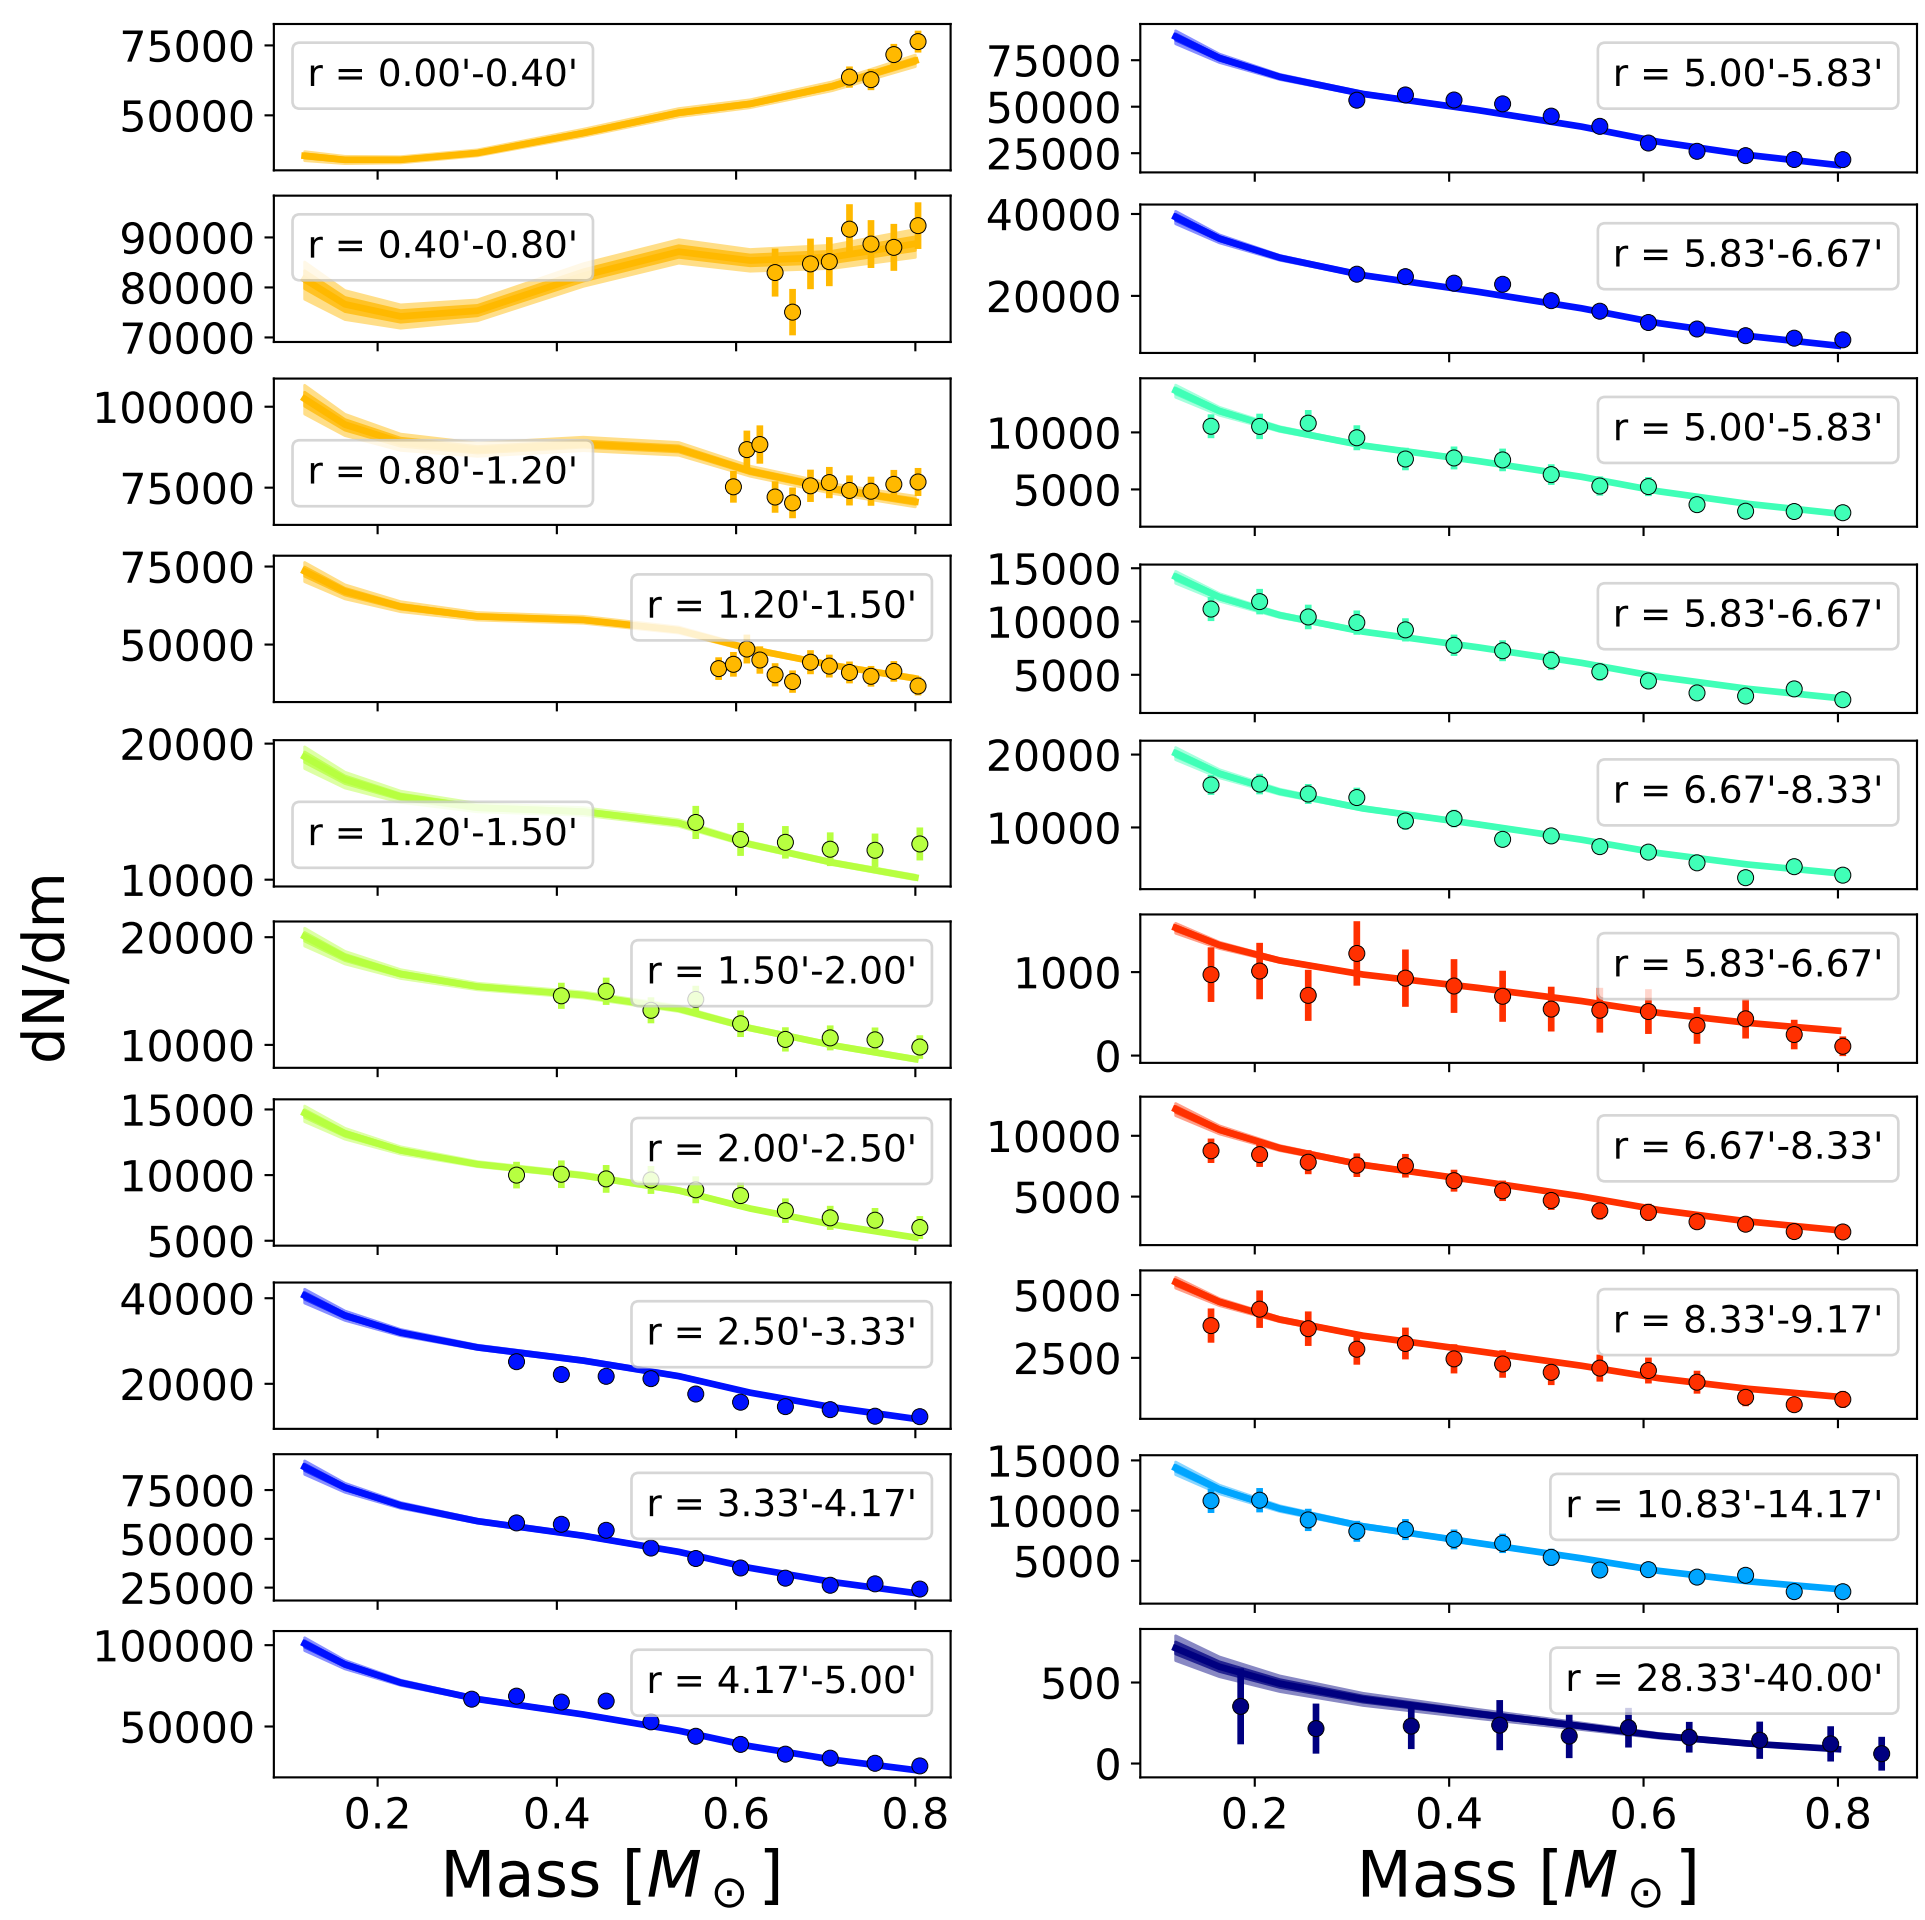 75000
50000
r = 0.00'-0.40'
90000
80000
70000
r = 0.40'-0.80'
100000
75000
r = 0.80'-1.20'
75000
50000
r = 1.20'-1.50'
20000
10000
r = 1.20'-1.50'
20000
10000
r = 1.50'-2.00'
15000
10000
5000
r = 2.00'-2.50'
40000
20000
r = 2.50'-3.33'
75000
50000
25000
r = 3.33'-4.17'
100000
50000
r = 4.17'-5.00'
0.2 0.4 0.6 0.8
Mass [M⊙]
dN/dm
75000
50000
25000
r = 5.00'-5.83'
40000
20000
r = 5.83'-6.67'
10000
5000
r = 5.00'-5.83'
15000
10000
5000
r = 5.83'-6.67'
20000
10000
r = 6.67'-8.33'
1000
0
r = 5.83'-6.67'
10000
5000
r = 6.67'-8.33'
5000
2500
r = 8.33'-9.17'
15000
10000
5000
r = 10.83'-14.17'
500
0
r = 28.33'-40.00'
0.2 0.4 0.6 0.8
Mass [M⊙]